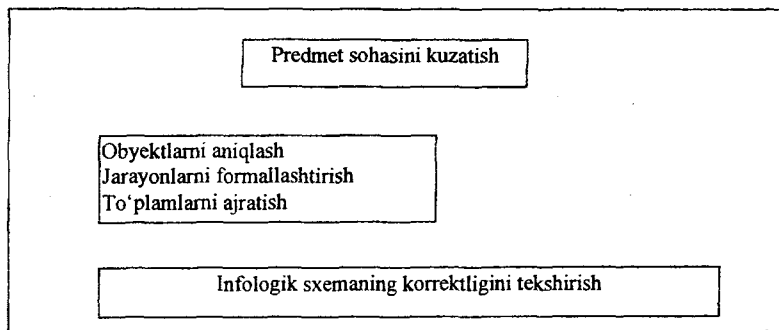 Predmet sohasini kuzatish
Obyektlarni aniqlash
Jarayonlarni formallashtirish
To‘plamlarni ajratish
Infologik sxemaning korrektligini tekshirish